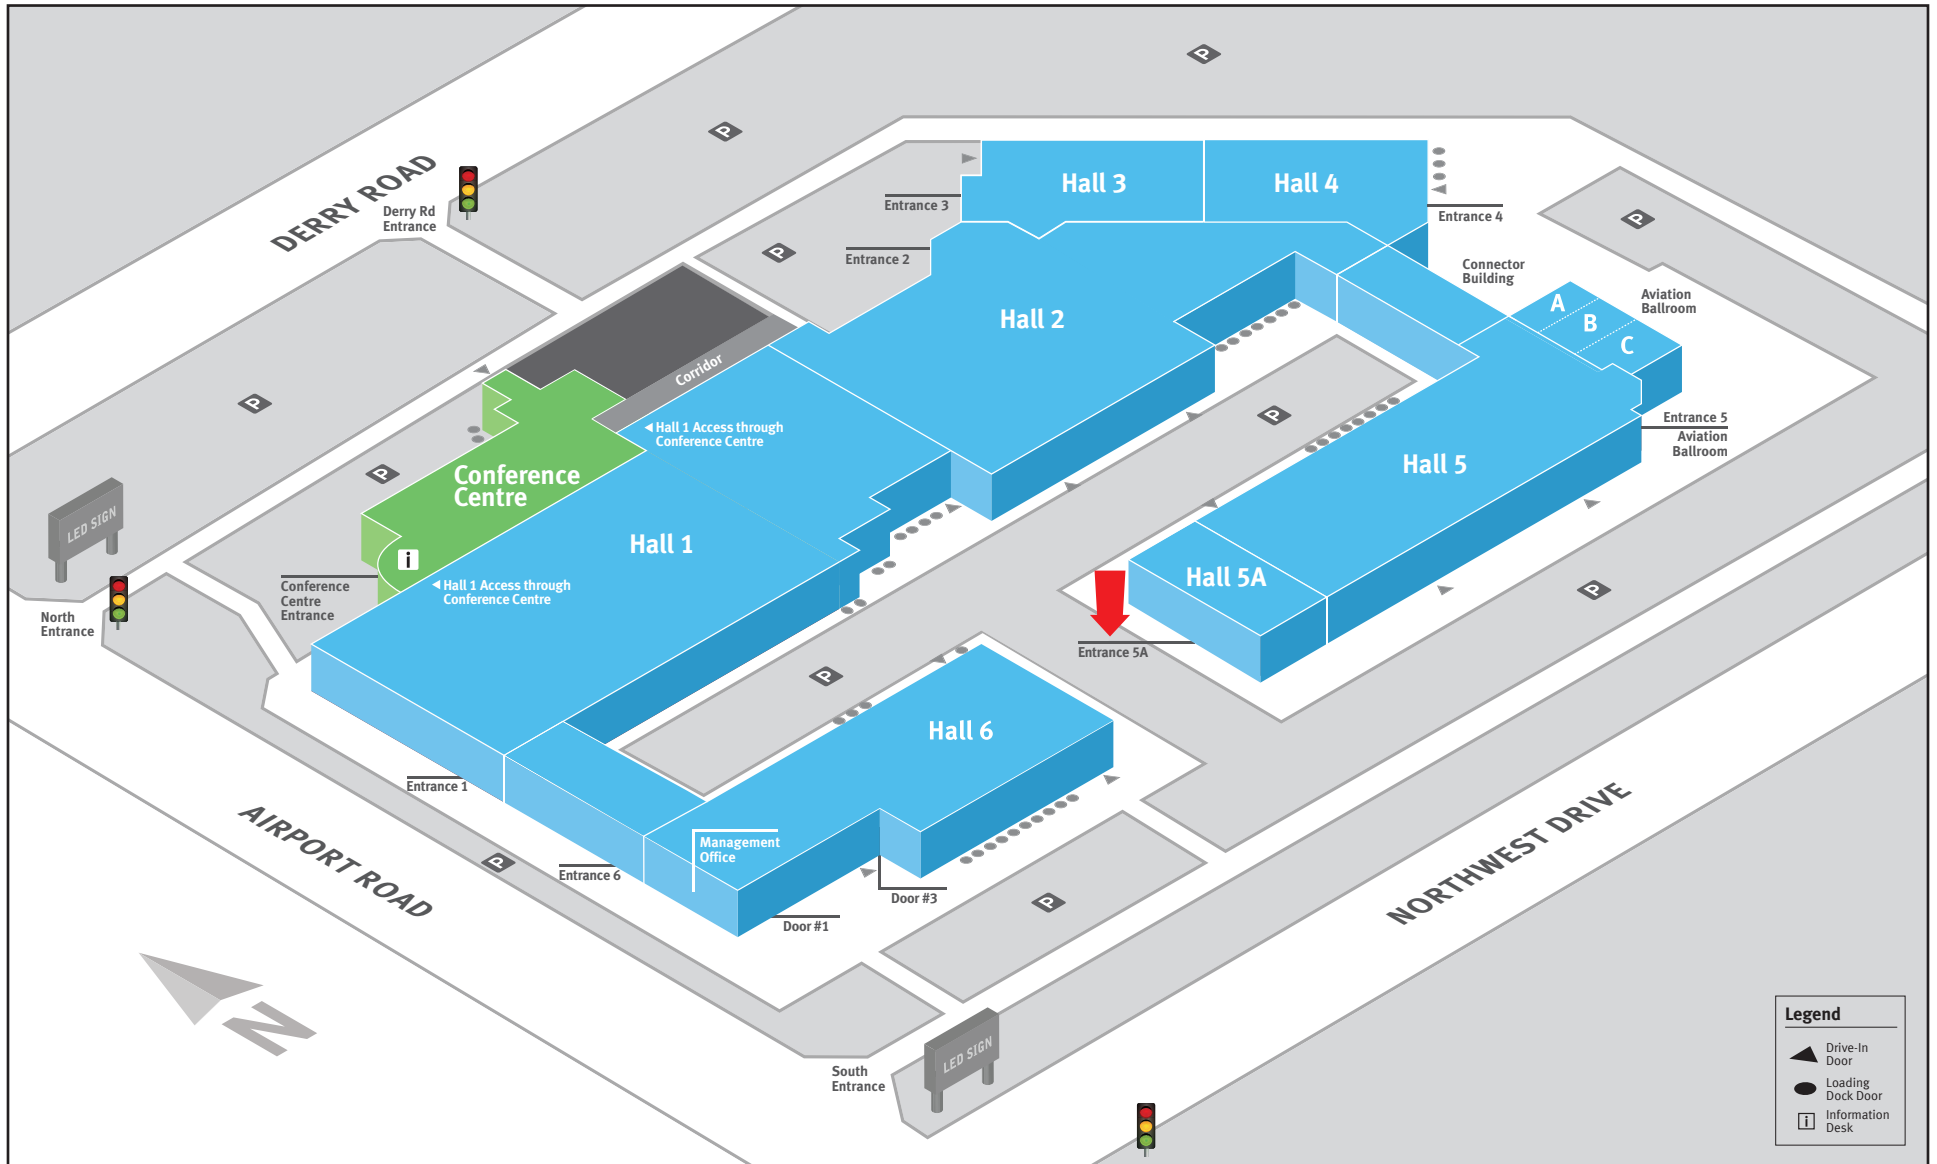 P
P
DERRY ROAD
Derry Rd
Entrance
Hall 3
Hall 4
Entrance 3
Entrance 4
P
P
Entrance 2
Connector
Building
Aviation
Ballroom
A
B
C
Hall 2
Corridor
P
P
Hall 1 Access through
Conference Centre
Entrance 5
Aviation
Ballroom
Hall 5
P
Conference
Centre
LED SIGN
Hall 1
i
Hall 5A
Hall 1 Access through
Conference Centre
Conference
Centre
Entrance
P
North
Entrance
Entrance 5A
P
Hall 6
Entrance 1
AIRPORT ROAD
NORTHWEST DRIVE
Management
Office
P
Entrance 6
Door #3
P
Door #1
N
LED SIGN
South
Entrance
Legend
Drive-In
Door
Loading
Dock Door
i
Information
Desk